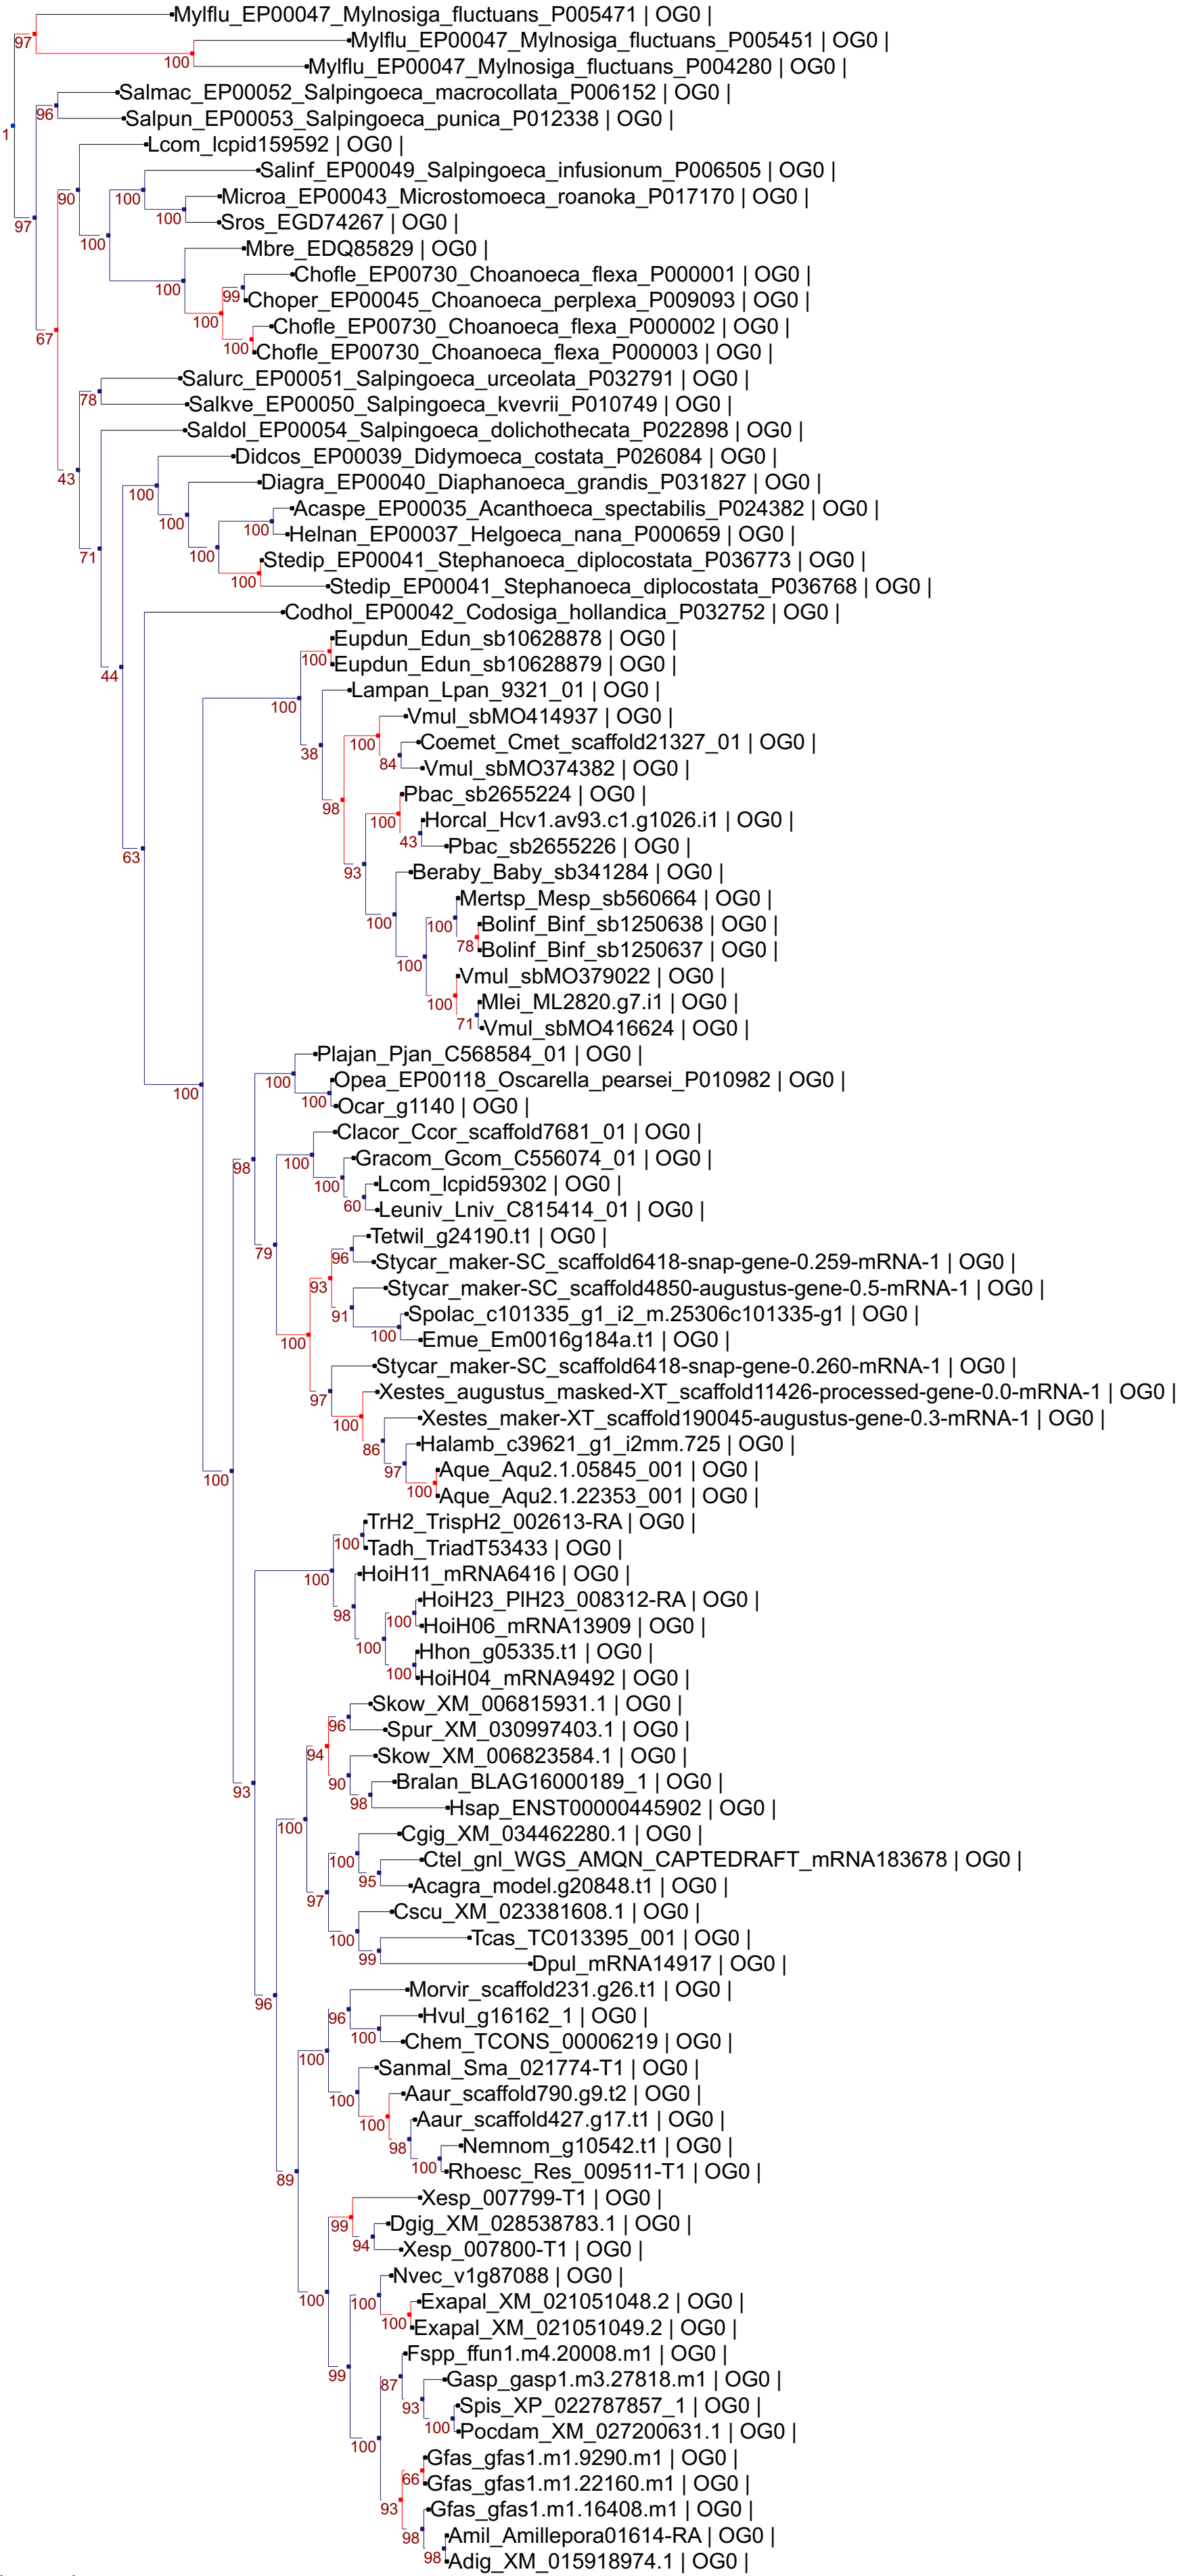 Mylflu_EP00047_Mylnosiga_fluctuans_P005471 | OG0 |
97
Mylflu_EP00047_Mylnosiga_fluctuans_P005451 | OG0 |
100
Mylflu_EP00047_Mylnosiga_fluctuans_P004280 | OG0 |
Salmac_EP00052_Salpingoeca_macrocollata_P006152 | OG0 |
96
Salpun_EP00053_Salpingoeca_punica_P012338 | OG0 |
1
Lcom_lcpid159592 | OG0 |
Salinf_EP00049_Salpingoeca_infusionum_P006505 | OG0 |
90
100
Microa_EP00043_Microstomoeca_roanoka_P017170 | OG0 |
97
100
Sros_EGD74267 | OG0 |
100
Mbre_EDQ85829 | OG0 |
Chofle_EP00730_Choanoeca_flexa_P000001 | OG0 |
100
99
Choper_EP00045_Choanoeca_perplexa_P009093 | OG0 |
100
Chofle_EP00730_Choanoeca_flexa_P000002 | OG0 |
67
100
Chofle_EP00730_Choanoeca_flexa_P000003 | OG0 |
Salurc_EP00051_Salpingoeca_urceolata_P032791 | OG0 |
78
Salkve_EP00050_Salpingoeca_kvevrii_P010749 | OG0 |
Saldol_EP00054_Salpingoeca_dolichothecata_P022898 | OG0 |
Didcos_EP00039_Didymoeca_costata_P026084 | OG0 |
43
Diagra_EP00040_Diaphanoeca_grandis_P031827 | OG0 |
100
Acaspe_EP00035_Acanthoeca_spectabilis_P024382 | OG0 |
100
100
Helnan_EP00037_Helgoeca_nana_P000659 | OG0 |
71
100
Stedip_EP00041_Stephanoeca_diplocostata_P036773 | OG0 |
100
Stedip_EP00041_Stephanoeca_diplocostata_P036768 | OG0 |
Codhol_EP00042_Codosiga_hollandica_P032752 | OG0 |
Eupdun_Edun_sb10628878 | OG0 |
100
Eupdun_Edun_sb10628879 | OG0 |
44
Lampan_Lpan_9321_01 | OG0 |
100
Vmul_sbMO414937 | OG0 |
100
Coemet_Cmet_scaffold21327_01 | OG0 |
38
84
Vmul_sbMO374382 | OG0 |
Pbac_sb2655224 | OG0 |
98
100
Horcal_Hcv1.av93.c1.g1026.i1 | OG0 |
43
Pbac_sb2655226 | OG0 |
63
93
Beraby_Baby_sb341284 | OG0 |
Mertsp_Mesp_sb560664 | OG0 |
100
100
Bolinf_Binf_sb1250638 | OG0 |
78
Bolinf_Binf_sb1250637 | OG0 |
100
Vmul_sbMO379022 | OG0 |
100
Mlei_ML2820.g7.i1 | OG0 |
71
Vmul_sbMO416624 | OG0 |
Plajan_Pjan_C568584_01 | OG0 |
100
100
Opea_EP00118_Oscarella_pearsei_P010982 | OG0 |
100
Ocar_g1140 | OG0 |
Clacor_Ccor_scaffold7681_01 | OG0 |
98
100
Gracom_Gcom_C556074_01 | OG0 |
100
Lcom_lcpid59302 | OG0 |
60
Leuniv_Lniv_C815414_01 | OG0 |
Tetwil_g24190.t1 | OG0 |
79
96
Stycar_maker-SC_scaffold6418-snap-gene-0.259-mRNA-1 | OG0 |
93
Stycar_maker-SC_scaffold4850-augustus-gene-0.5-mRNA-1 | OG0 |
91
Spolac_c101335_g1_i2_m.25306c101335-g1 | OG0 |
100
100
Emue_Em0016g184a.t1 | OG0 |
Stycar_maker-SC_scaffold6418-snap-gene-0.260-mRNA-1 | OG0 |
97
Xestes_augustus_masked-XT_scaffold11426-processed-gene-0.0-mRNA-1 | OG0 |
100
Xestes_maker-XT_scaffold190045-augustus-gene-0.3-mRNA-1 | OG0 |
86
Halamb_c39621_g1_i2mm.725 | OG0 |
97
Aque_Aqu2.1.05845_001 | OG0 |
100
100
Aque_Aqu2.1.22353_001 | OG0 |
TrH2_TrispH2_002613-RA | OG0 |
100
Tadh_TriadT53433 | OG0 |
100
HoiH11_mRNA6416 | OG0 |
HoiH23_PlH23_008312-RA | OG0 |
98
100
HoiH06_mRNA13909 | OG0 |
100
Hhon_g05335.t1 | OG0 |
100
HoiH04_mRNA9492 | OG0 |
Skow_XM_006815931.1 | OG0 |
96
Spur_XM_030997403.1 | OG0 |
94
Skow_XM_006823584.1 | OG0 |
93
90
Bralan_BLAG16000189_1 | OG0 |
98
Hsap_ENST00000445902 | OG0 |
100
Cgig_XM_034462280.1 | OG0 |
100
Ctel_gnl_WGS_AMQN_CAPTEDRAFT_mRNA183678 | OG0 |
95
Acagra_model.g20848.t1 | OG0 |
97
Cscu_XM_023381608.1 | OG0 |
100
Tcas_TC013395_001 | OG0 |
99
Dpul_mRNA14917 | OG0 |
96
Morvir_scaffold231.g26.t1 | OG0 |
96
Hvul_g16162_1 | OG0 |
100
Chem_TCONS_00006219 | OG0 |
100
Sanmal_Sma_021774-T1 | OG0 |
100
Aaur_scaffold790.g9.t2 | OG0 |
100
Aaur_scaffold427.g17.t1 | OG0 |
98
Nemnom_g10542.t1 | OG0 |
100
Rhoesc_Res_009511-T1 | OG0 |
89
Xesp_007799-T1 | OG0 |
99
Dgig_XM_028538783.1 | OG0 |
94
Xesp_007800-T1 | OG0 |
Nvec_v1g87088 | OG0 |
100
100
Exapal_XM_021051048.2 | OG0 |
100
Exapal_XM_021051049.2 | OG0 |
Fspp_ffun1.m4.20008.m1 | OG0 |
99
87
Gasp_gasp1.m3.27818.m1 | OG0 |
93
Spis_XP_022787857_1 | OG0 |
100
Pocdam_XM_027200631.1 | OG0 |
100
Gfas_gfas1.m1.9290.m1 | OG0 |
66
Gfas_gfas1.m1.22160.m1 | OG0 |
93
Gfas_gfas1.m1.16408.m1 | OG0 |
98
Amil_Amillepora01614-RA | OG0 |
98
Adig_XM_015918974.1 | OG0 |